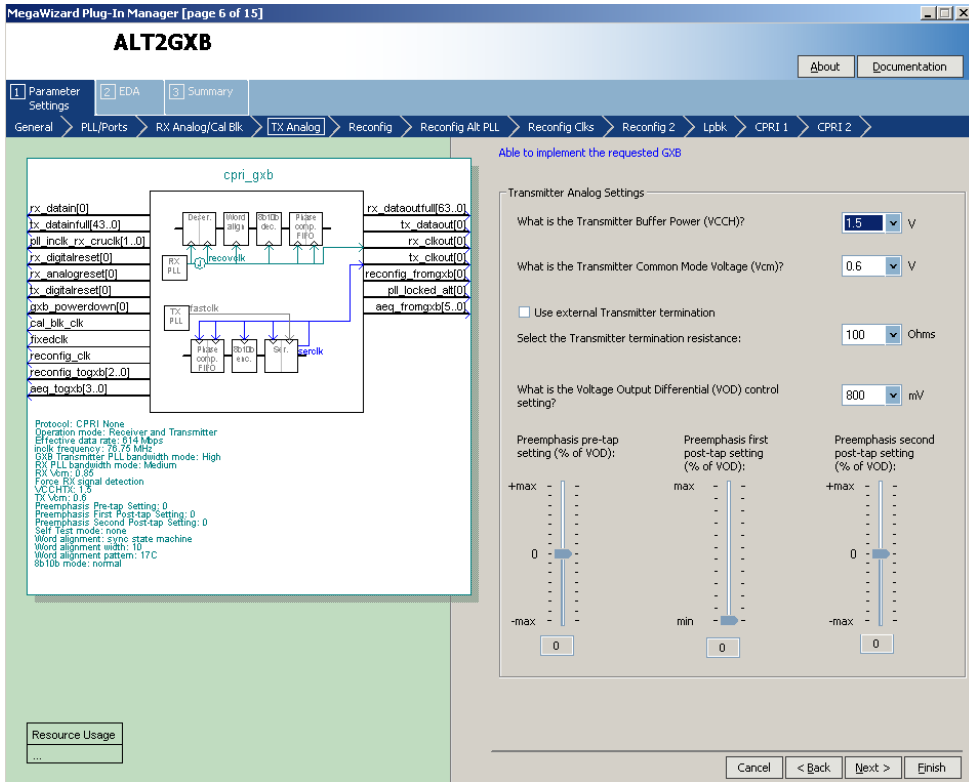 MegaWizard Plug-In Manager [page 6 of 15]
ALT2GXB
About
Documentation
1 Parameter Settings
2 EDA
3 Summary
General
PLL/Ports
RX Analog/Cal Blk
TX Analog
Reconfig
Reconfig Alt PLL
Reconfig Clks
Reconfig 2
Lpbk
CPRI 1
CPRI 2
cpri_gxb
rx_datain[0]
tx_datainfull[43..0]
pll_inclk_rx_cruclk[1..0]
rx_digitalreset[0]
rx_analogreset[0]
tx_digitalreset[0]
gxb_powerdown[0]
cal_blk_clk
fixedclk
reconfig_clk
reconfig_togxb[2..0]
aeq_togxb[3..0]
Deser.
Word align
8b10b dec.
Phase comp. FIFO
RX PLL
recovclk
TX PLL
fastclk
Phase comp. FIFO
8b10b enc.
Ser.
serclk
rx_dataoutfull[63..0]
tx_dataout[0]
rx_clkout[0]
tx_clkout[0]
reconfig_fromgxb[0]
pll_locked_alt[0]
aeq_fromgxb[5..0]
Protocol: CPRI None
Operation mode: Receiver and Transmitter
Effective data rate: 614 Mbps
inclk frequency: 76.75 MHz
GXB Transmitter PLL bandwidth mode: High
RX PLL bandwidth mode: Medium
RX Vcm: 0.85
Force RX signal detection
VCCHTX: 1.5
TX Vcm: 0.6
Preemphasis Pre-tap Setting: 0
Preemphasis First Post-tap Setting: 0
Preemphasis Second Post-tap Setting: 0
Self Test mode: none
Word alignment: sync state machine
Word alignment width: 10
Word alignment pattern: 17C
8b10b mode: normal
Resource Usage
...
Able to implement the requested GXB
Transmitter Analog Settings
What is the Transmitter Buffer Power (VCCH)?
1.5
V
What is the Transmitter Common Mode Voltage (Vcm)?
0.6
V
Use external Transmitter termination
Select the Transmitter termination resistance:
100
Ohms
What is the Voltage Output Differential (VOD) control
setting?
800
mV
Preemphasis pre-tap
setting (% of VOD):
+max
0
-max
0
Preemphasis first
post-tap setting
(% of VOD):
max
min
0
Preemphasis second
post-tap setting
(% of VOD):
+max
0
-max
0
Cancel
< Back
Next >
Finish